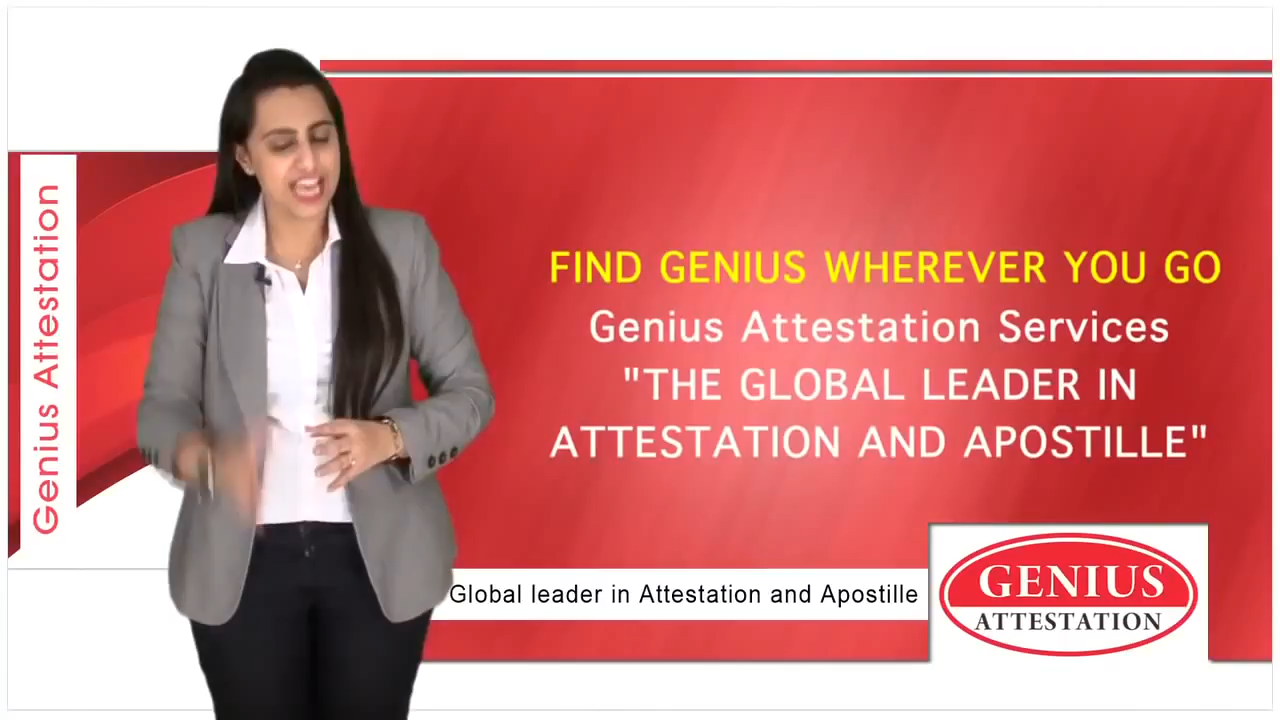 Genius Attestation
FIND GENIUS WHEREVER YOU GO
Genius Attestation Services
"THE GLOBAL LEADER IN
ATTESTATION AND APOSTILLE"
Global leader in Attestation and Apostille
GENIUS
ATTESTATION